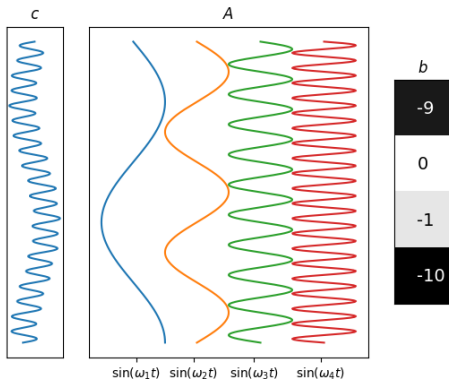 c
A
b
-9
0
-1
-10
sin(ω₁t) sin(ω₂t) sin(ω₃t) sin(ω₄t)